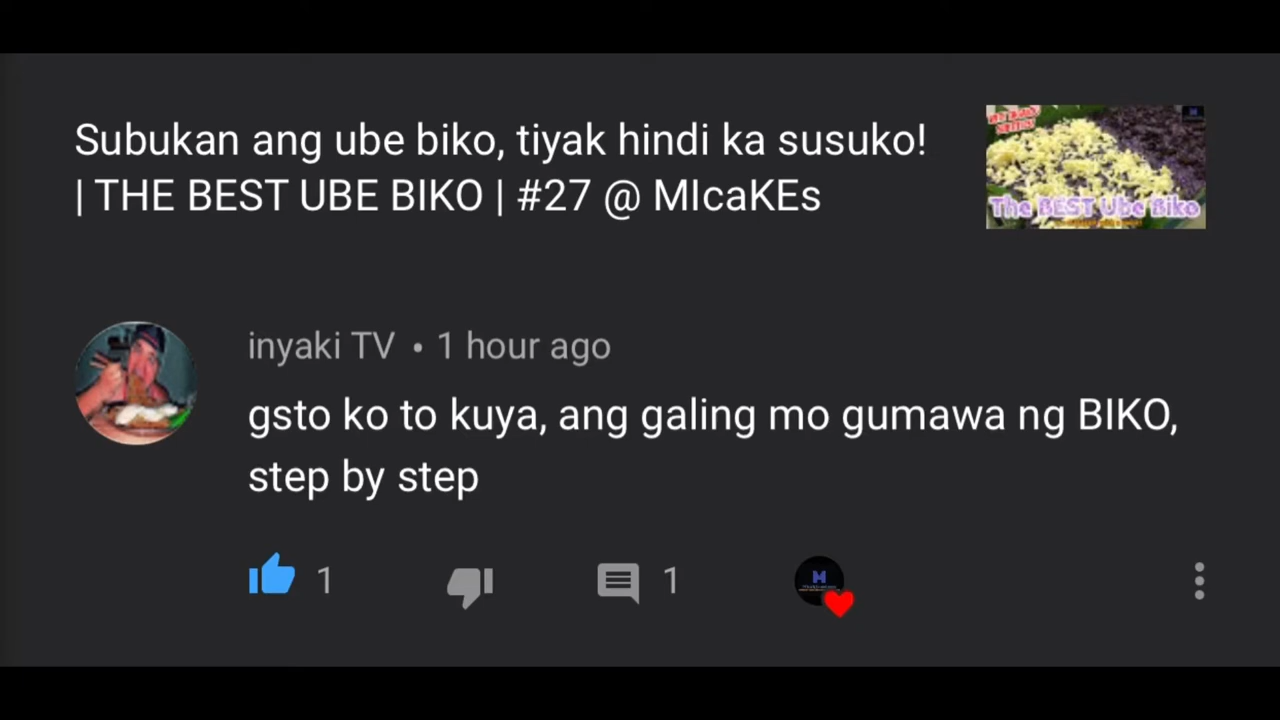 Subukan ang ube biko, tiyak hindi ka susuko!
| THE BEST UBE BIKO | #27 @ MIcaKEs
The BEST Ube Biko
inyaki TV • 1 hour ago
gsto ko to kuya, ang galing mo gumawa ng BIKO,
step by step
1
1
M